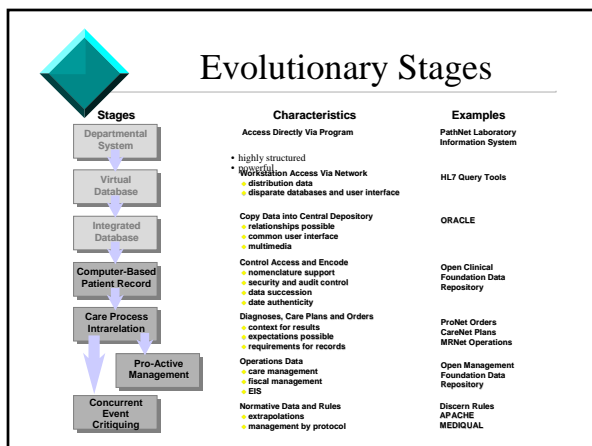 Evolutionary Stages
Stages
Characteristics
Examples
Departmental
System
Access Directly Via Program
• highly structured
• powerful
PathNet Laboratory
Information System
Virtual
Database
Workstation Access Via Network
distribution data
disparate databases and user interface
HL7 Query Tools
Integrated
Database
Copy Data into Central Depository
relationships possible
common user interface
multimedia
ORACLE
Computer-Based
Patient Record
Control Access and Encode
nomenclature support
security and audit control
data succession
date authenticity
Open Clinical
Foundation Data
Repository
Care Process
Intrarelation
Diagnoses, Care Plans and Orders
context for results
expectations possible
requirements for records
ProNet Orders
CareNet Plans
MRNet Operations
Pro-Active
Management
Operations Data
care management
fiscal management
EIS
Open Management
Foundation Data
Repository
Concurrent
Event
Critiquing
Normative Data and Rules
extrapolations
management by protocol
Discern Rules
APACHE
MEDIQUAL